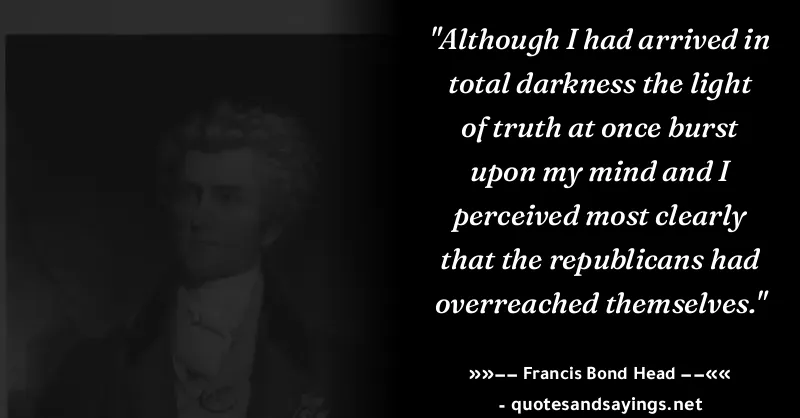 "Although I had arrived in
total darkness the light
of truth at once burst
upon my mind and I
perceived most clearly
that the republicans had
overreached themselves."
»»−− Francis Bond Head −−««
- quotesandsayings.net